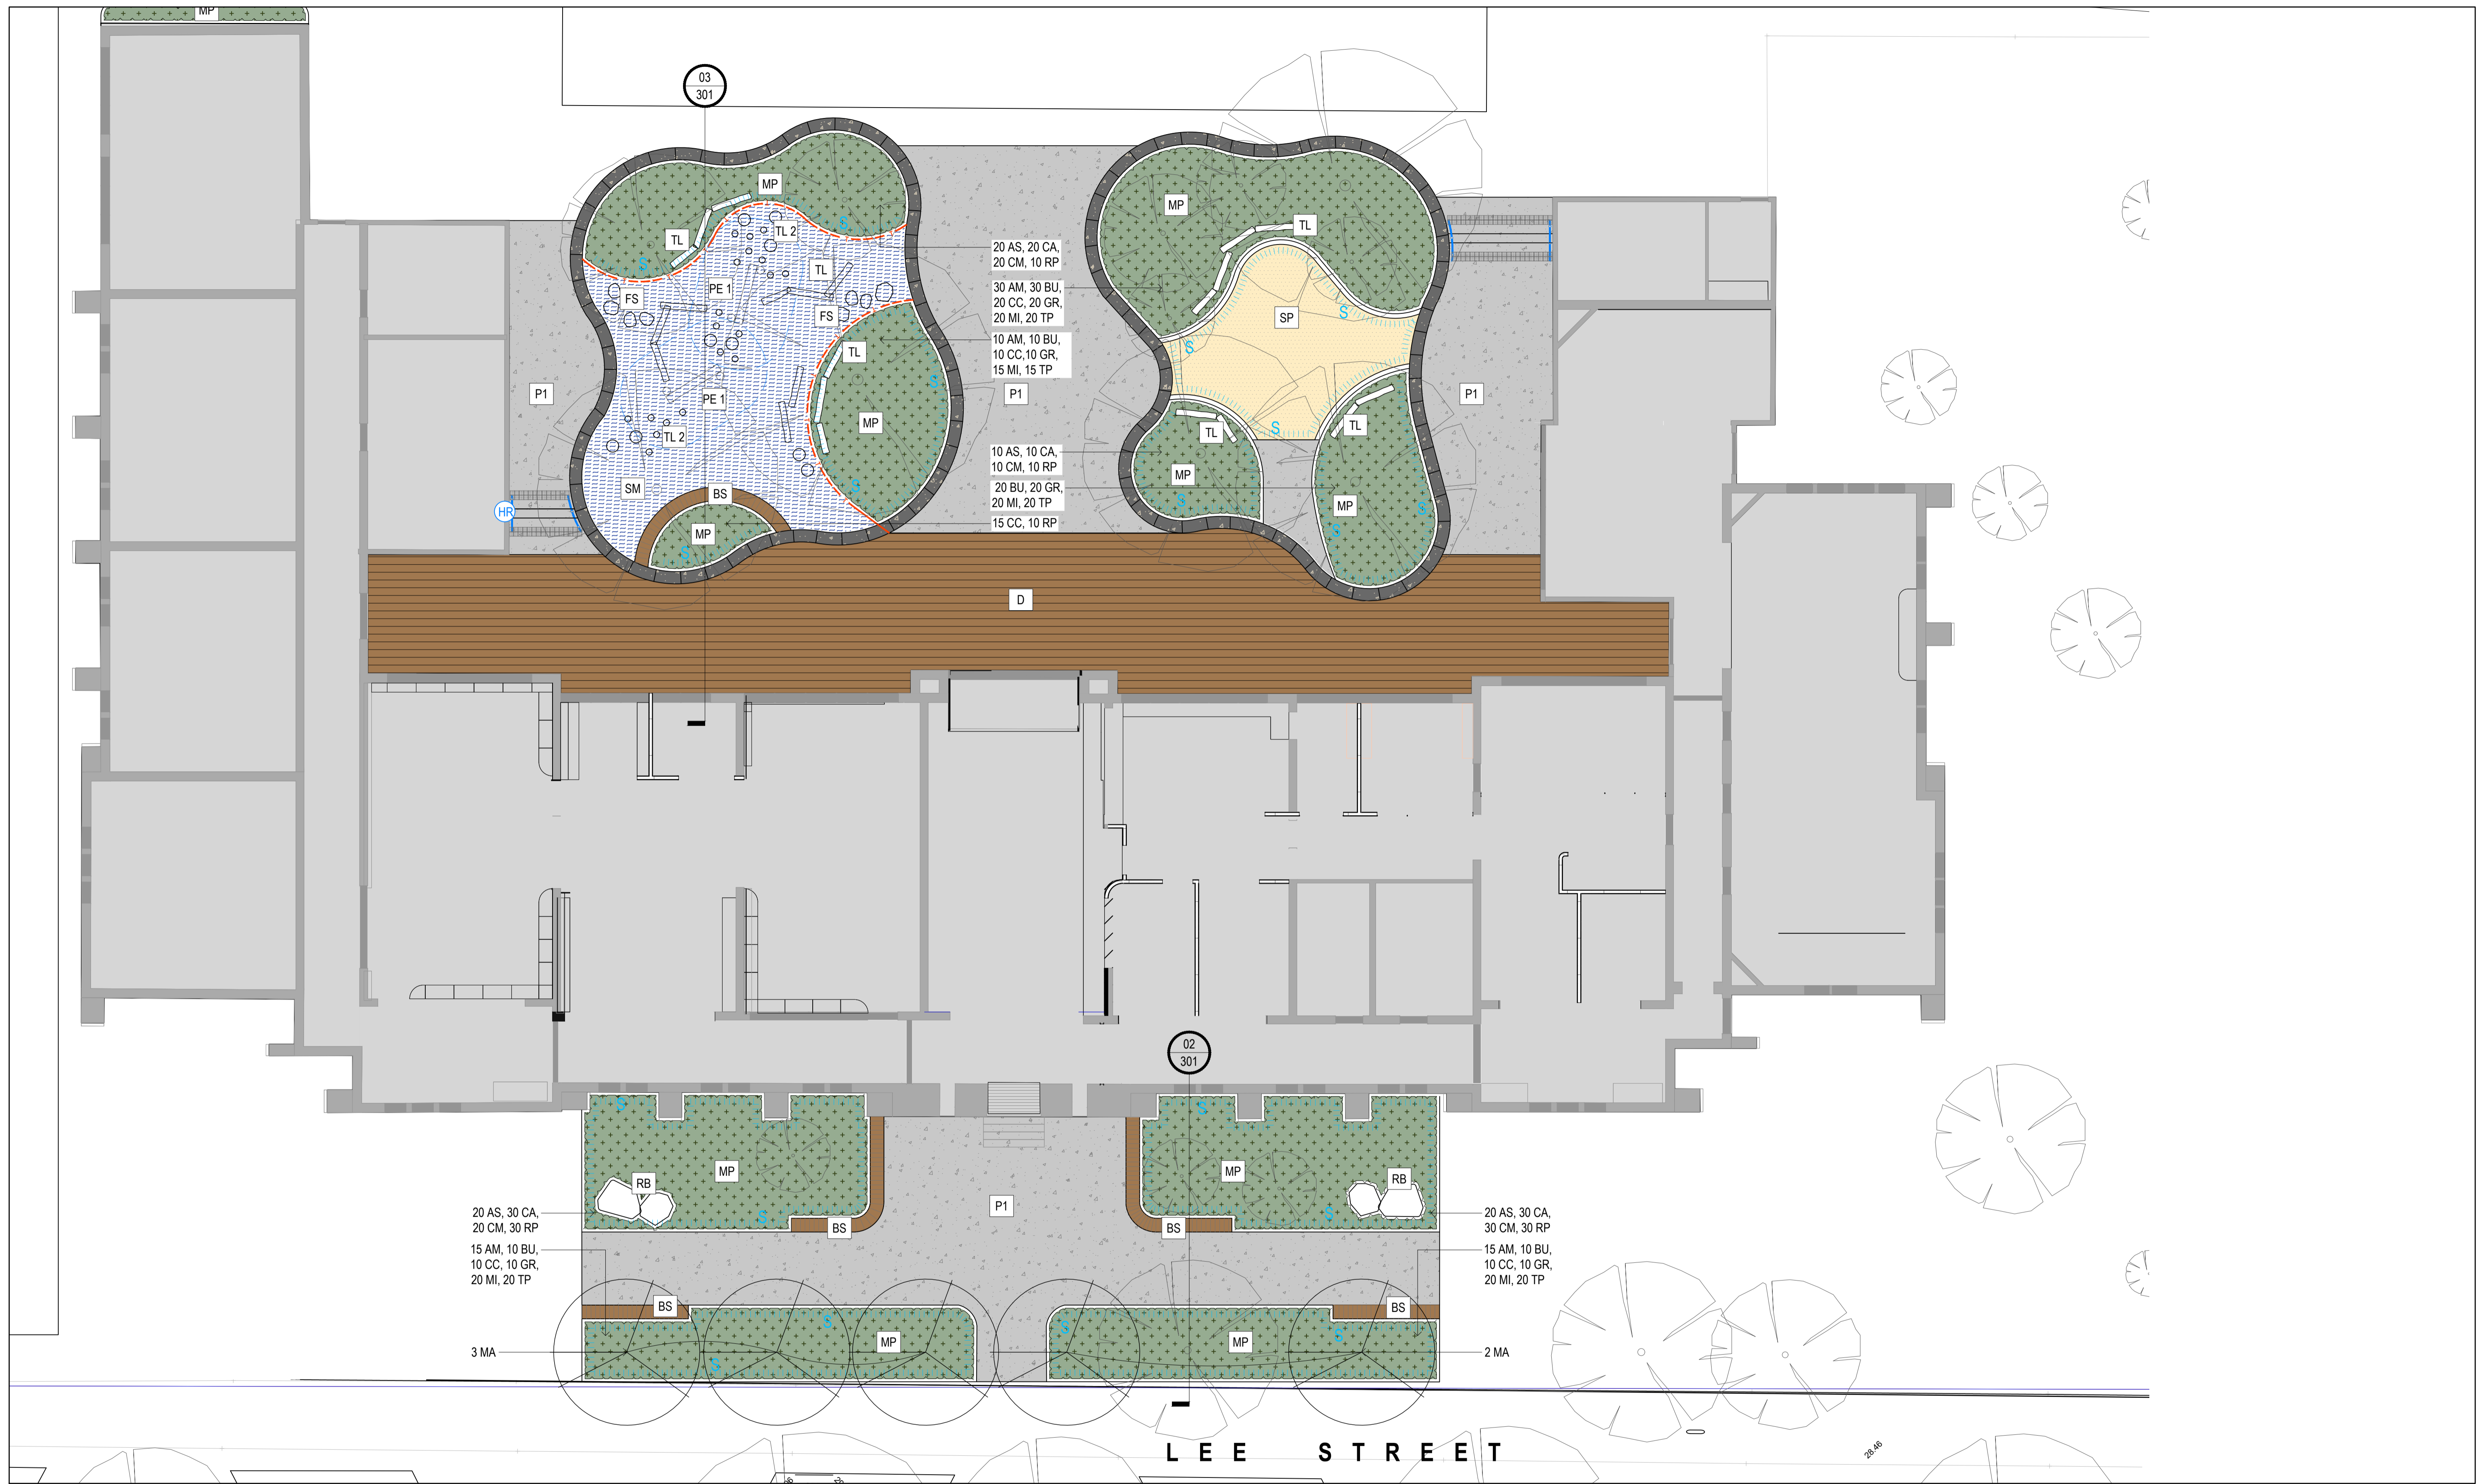 MP
03
301
MP
TL
TL 2
S
S
TL
PE 1
FS
FS
TL
S
PE 1
MP
P1
TL 2
S
SM
BS
HR
MP
S
20 AS, 20 CA,
20 CM, 10 RP
30 AM, 30 BU,
20 CC, 20 GR,
20 MI, 20 TP
10 AM, 10 BU,
10 CC,10 GR,
15 MI, 15 TP
P1
10 AS, 10 CA,
10 CM, 10 RP
20 BU, 20 GR,
20 MI, 20 TP
15 CC, 10 RP
MP
TL
SP
S
S
P1
TL
TL
S
MP
S
MP
S
S
D
02
301
S
S
MP
MP
RB
RB
S
S
P1
BS
BS
20 AS, 30 CA,
20 CM, 30 RP
15 AM, 10 BU,
10 CC, 10 GR,
20 MI, 20 TP
20 AS, 30 CA,
30 CM, 30 RP
15 AM, 10 BU,
10 CC, 10 GR,
20 MI, 20 TP
BS
BS
S
S
S
MP
MP
S
3 MA
2 MA
LEE STREET
28.46